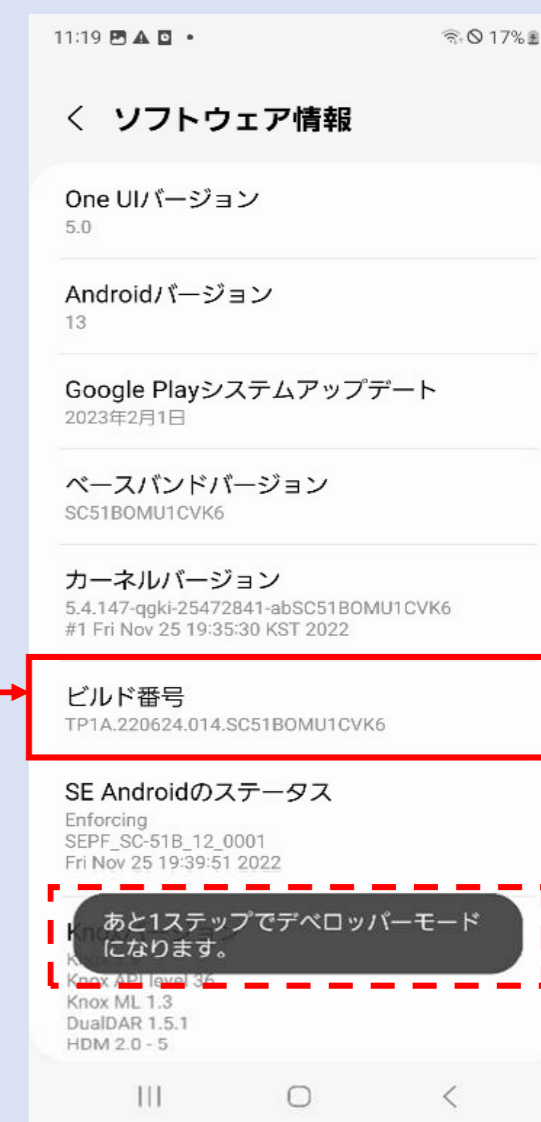 11:19
17%
ソフトウェア情報
One UIバージョン
5.0
Androidバージョン
13
Google Playシステムアップデート
2023年2月1日
ベースバンドバージョン
SC51BOMU1CVK6
カーネルバージョン
5.4.147-qgki-25472841-abSC51BOMU1CVK6
#1 Fri Nov 25 19:35:30 KST 2022
ビルド番号
TP1A.220624.014.SC51BOMU1CVK6
SE Androidのステータス
Enforcing
SEPF_SC-51B_12_0001
Fri Nov 25 19:39:51 2022
あと1ステップでデベロッパーモード
になります。
Knox API level 36
Knox ML 1.3
DualDAR 1.5.1
HDM 2.0 - 5